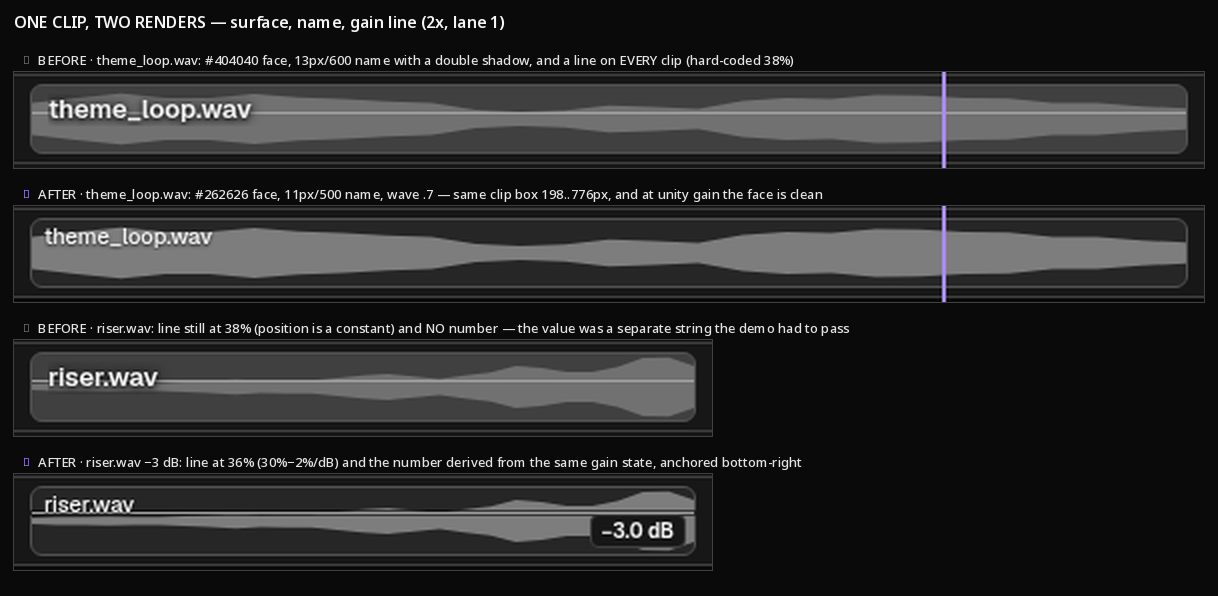 ONE CLIP, TWO RENDERS — surface, name, gain line (2x, lane 1)
BEFORE · theme_loop.wav: #404040 face, 13px/600 name with a double shadow, and a line on EVERY clip (hard-coded 38%)
theme_loop.wav
AFTER · theme_loop.wav: #262626 face, 11px/500 name, wave .7 — same clip box 198..776px, and at unity gain the face is clean
theme_loop.wav
BEFORE · riser.wav: line still at 38% (position is a constant) and NO number — the value was a separate string the demo had to pass
riser.wav
AFTER · riser.wav −3 dB: line at 36% (30%−2%/dB) and the number derived from the same gain state, anchored bottom-right
riser.wav
−3.0 dB